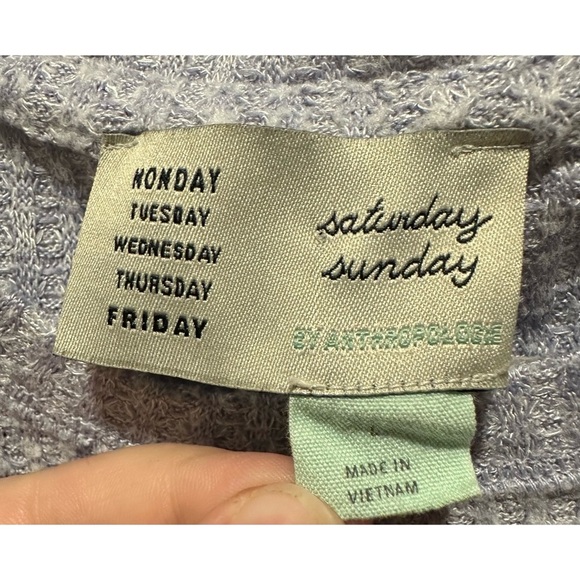 MONDAY
TUESDAY
WEDNESDAY
THURSDAY
FRIDAY
saturday
sunday
BY ANTHROPOLOGIE
MADE IN
VIETNAM